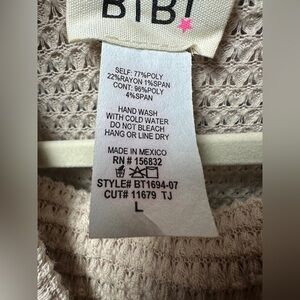 BiBi
SELF: 77%POLY
22%RAYON 1%SPAN
CONT: 96%POLY
4%SPAN
HAND WASH
WITH COLD WATER
DO NOT BLEACH
HANG OR LINE DRY
MADE IN MEXICO
RN # 156832
STYLE# BT1694-07
CUT# 11679 TJ
L